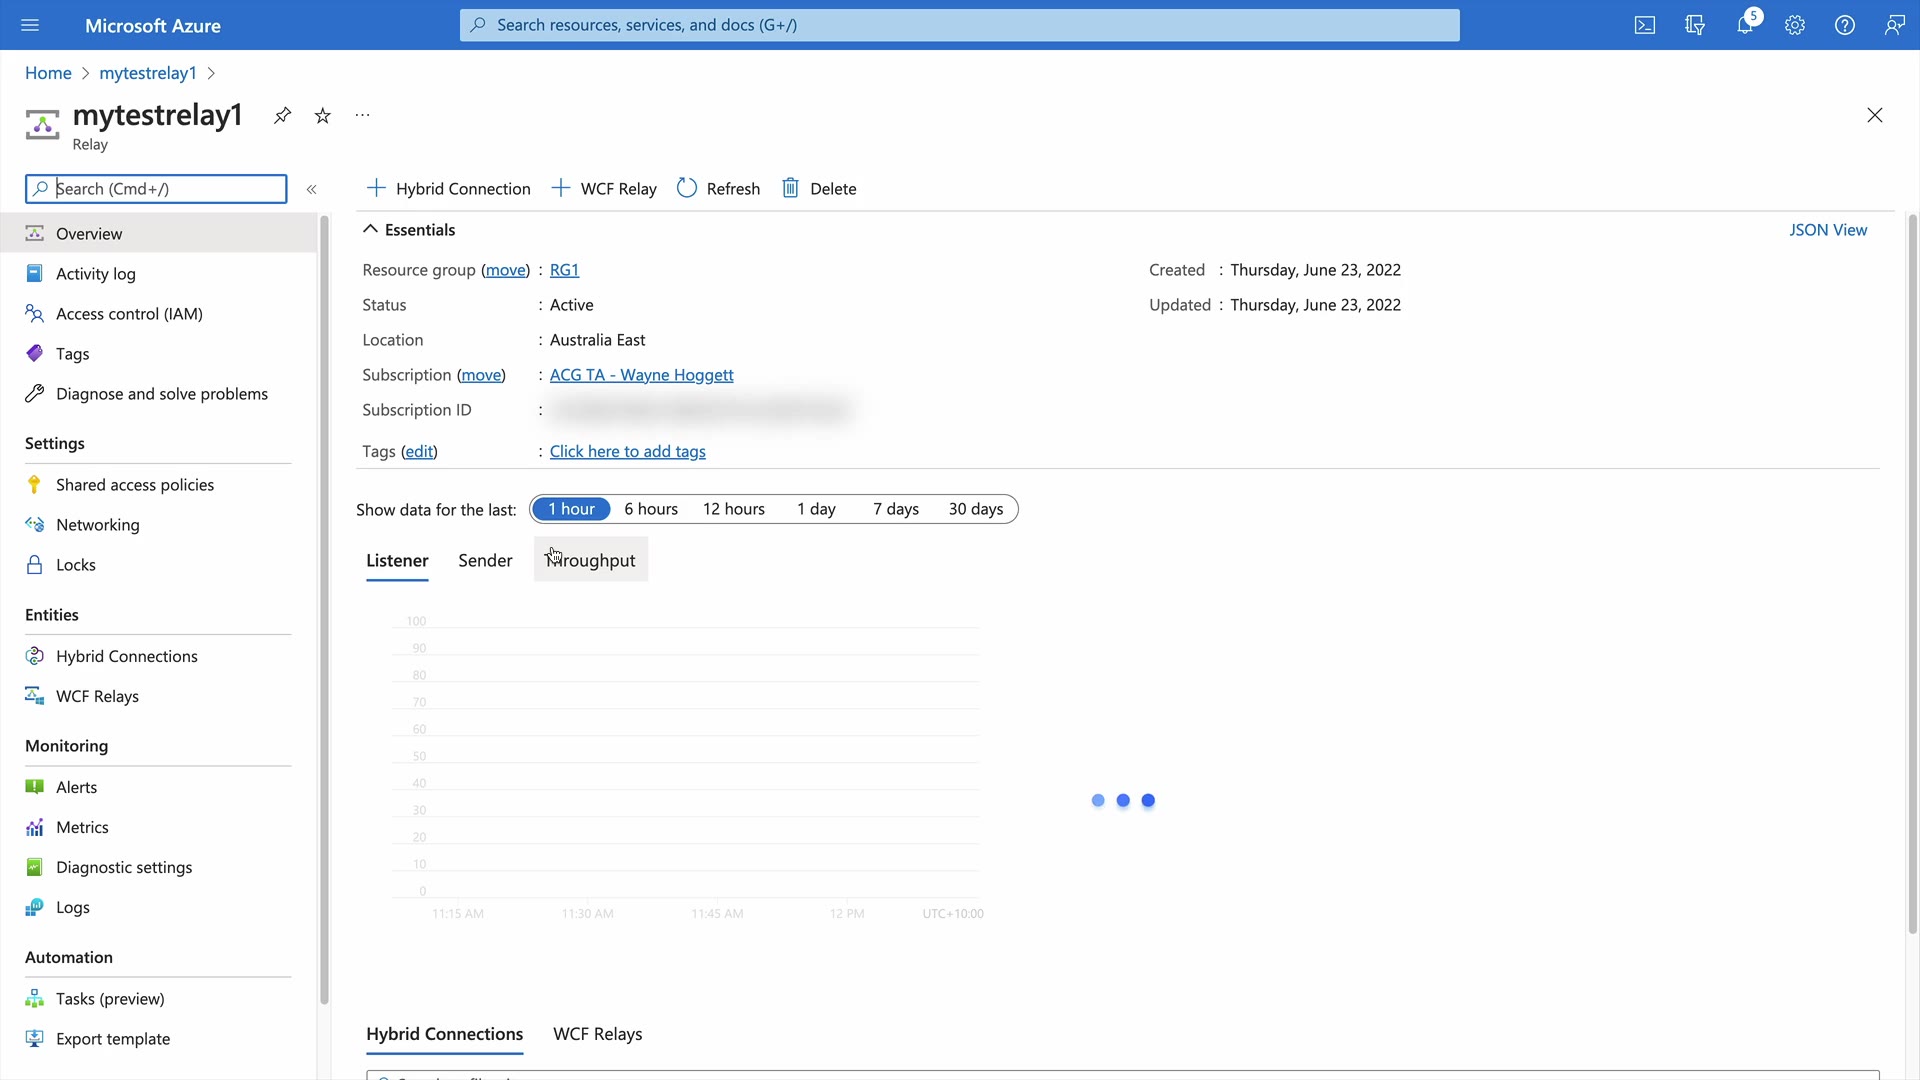 Microsoft Azure
Search resources, services, and docs (G+/)
5
Home > mytestrelay1 >
mytestrelay1 ...
Relay
Search (Cmd+/) «
Overview
Activity log
Access control (IAM)
Tags
Diagnose and solve problems
Settings
Shared access policies
Networking
Locks
Entities
Hybrid Connections
WCF Relays
Monitoring
Alerts
Metrics
Diagnostic settings
Logs
Automation
Tasks (preview)
Export template
+ Hybrid Connection + WCF Relay Refresh Delete
Essentials JSON View
Resource group (move) : RG1
Status : Active
Location : Australia East
Subscription (move) : ACG TA - Wayne Hoggett
Subscription ID :
Tags (edit) : Click here to add tags
Created : Thursday, June 23, 2022
Updated : Thursday, June 23, 2022
Show data for the last: 1 hour 6 hours 12 hours 1 day 7 days 30 days
Listener Sender Throughput
100
90
80
70
60
50
40
30
20
10
0
11:15 AM 11:30 AM 11:45 AM 12 PM UTC+10:00
Hybrid Connections WCF Relays